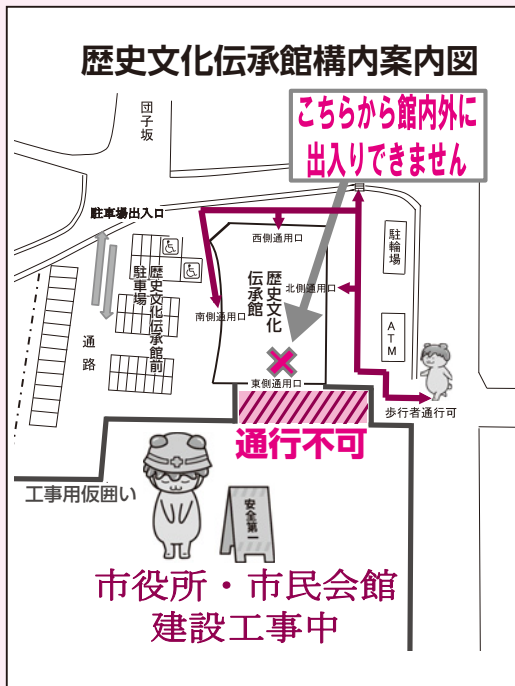 歴史文化伝承館構内案内図
こちらから館内外に
出入りできません
団子坂
駐車場出入口
西側通用口
駐輪場
歴史文化
伝承館
北側通用口
歴史文化伝承館前
駐車場
南側通用口
通路
ATM
東側通用口
歩行者通行可
通行不可
工事用仮囲い
安全第一
市役所・市民会館
建設工事中